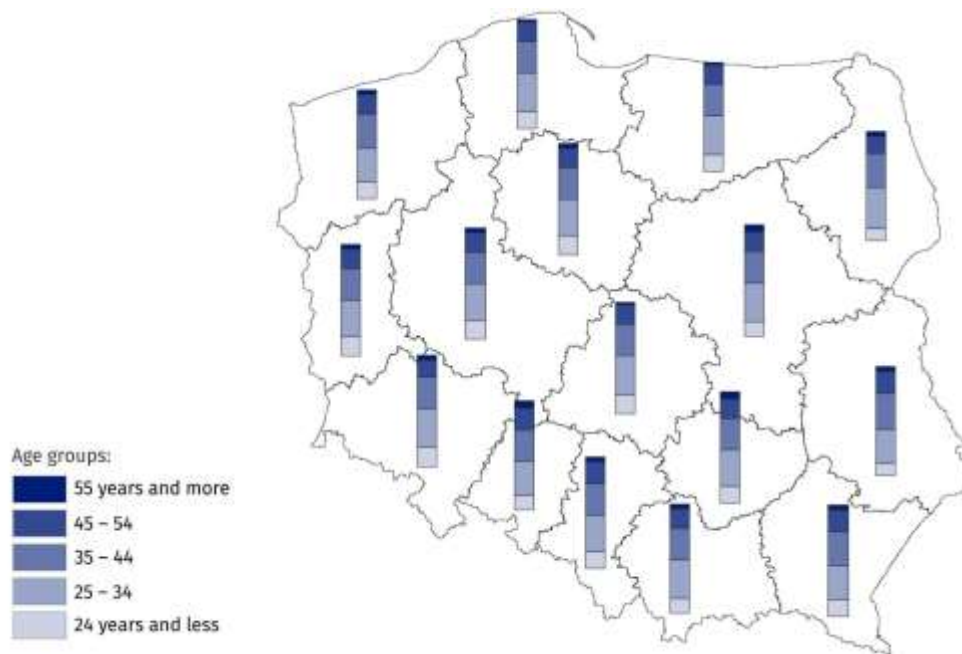 Age groups:
55 years and more
45 – 54
35 – 44
25 – 34
24 years and less